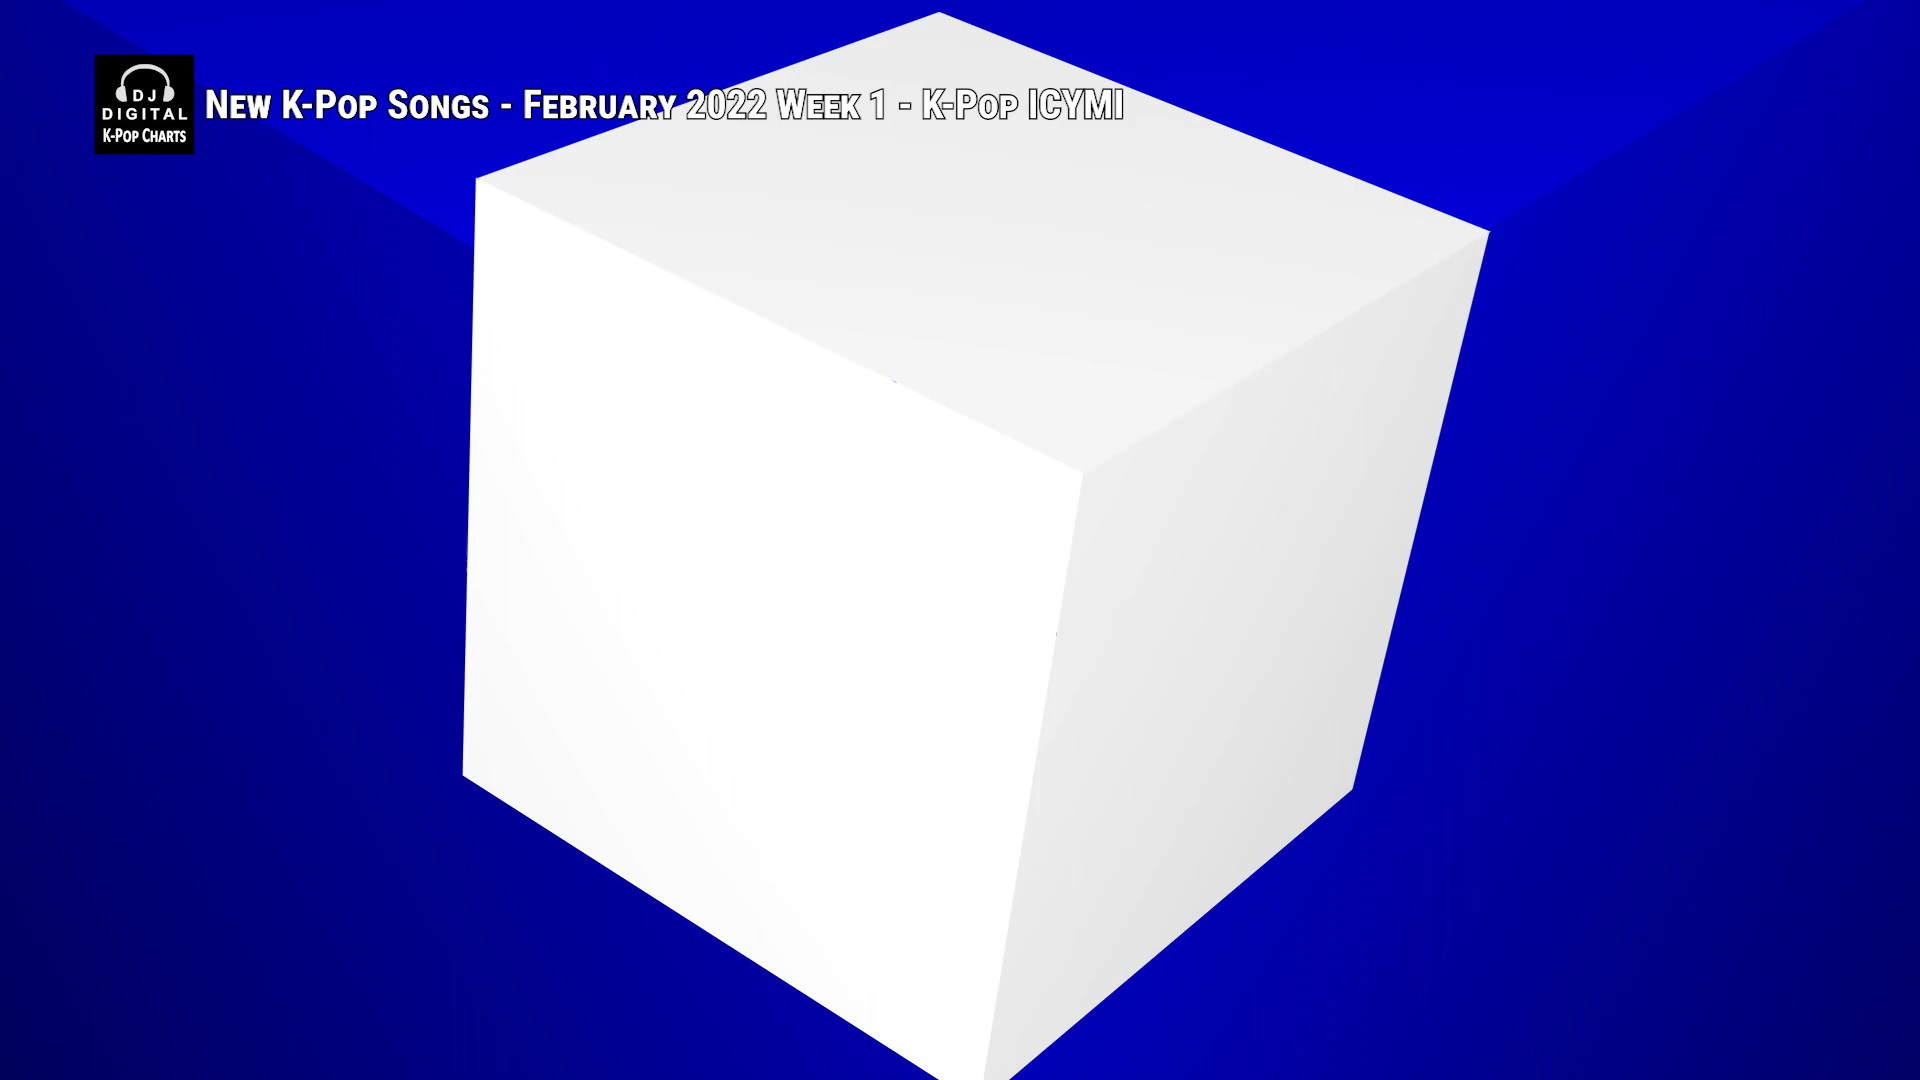 DJ
DIGITAL
K-Pop Charts
New K-Pop Songs - February 2022 Week 1 - K-Pop ICYMI